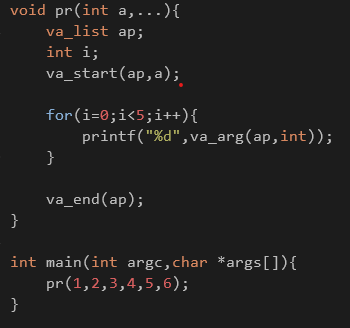 void pr(int a,...){
    va_list ap;
    int i;
    va_start(ap,a);

    for(i=0;i<5;i++){
        printf("%d",va_arg(ap,int));
    }

    va_end(ap);
}

int main(int argc,char *args[]){
    pr(1,2,3,4,5,6);
}